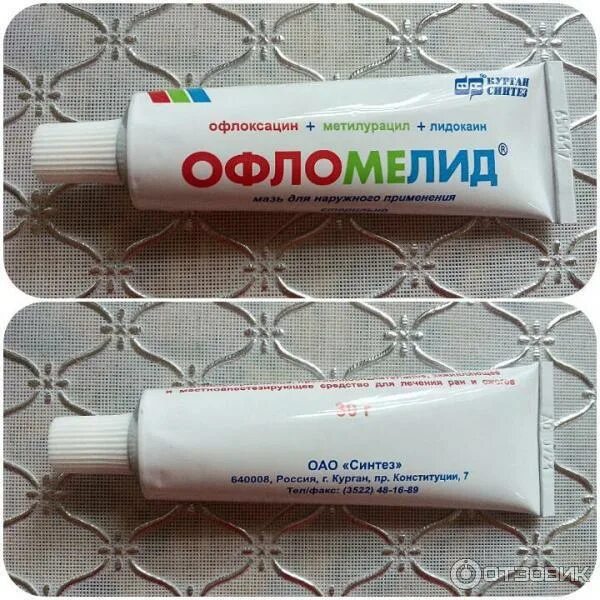 КУРГАН
СИНТЕЗ
офлоксацин + метилурацил + лидокаин
ОФЛОМЕЛИД®
мазь для наружного применения
стерильно
и местноанестезирующее средство для лечения ран и ожогов
30 г
ОАО «Синтез»
640008, Россия, г. Курган, пр. Конституции, 7
Тел/факс: (3522) 48-16-89
ОТЗОВИК